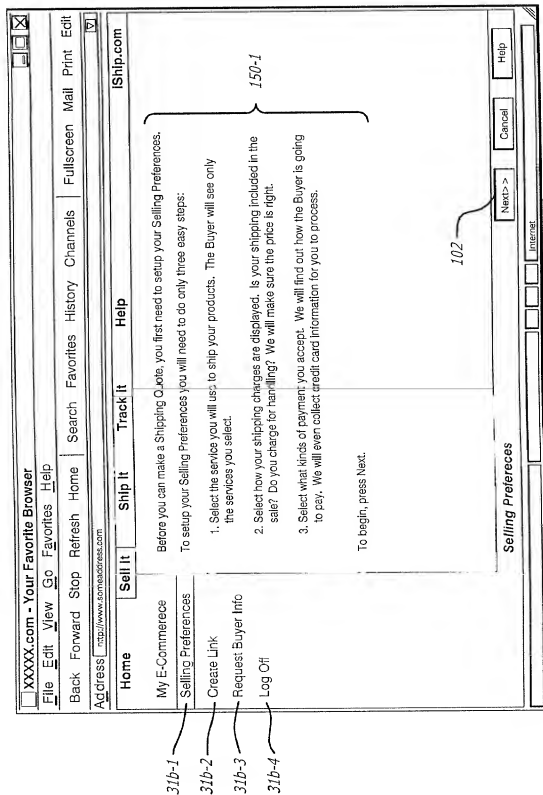 XXXXX.com - Your Favorite Browser
File Edit View Go Favorites Help
Back Forward Stop Refresh Home Search Favorites History Channels Fullscreen Mail Print Edit
Address http://www.someaddress.com
Home Sell It Ship It Track It Help IShip.com
My E-Commerece
Selling Preferences
Create Link
Request Buyer Info
Log Off
31b-1
31b-2
31b-3
31b-4
Before you can make a Shipping Quote, you first need to setup your Selling Preferences.
To setup your Selling Preferences you will need to do only three easy steps:
1. Select the service you will use to ship your products. The Buyer will see only
the services you select.
2. Select how your shipping charges are displayed. Is your shipping included in the
sale? Do you charge for handling? We will make sure the price is right.
3. Select what kinds of payment you accept. We will find out how the Buyer is going
to pay. We will even collect credit card information for you to process.
To begin, press Next.
150-1
102
Selling Prefereces
Next>> Cancel Help
Internet